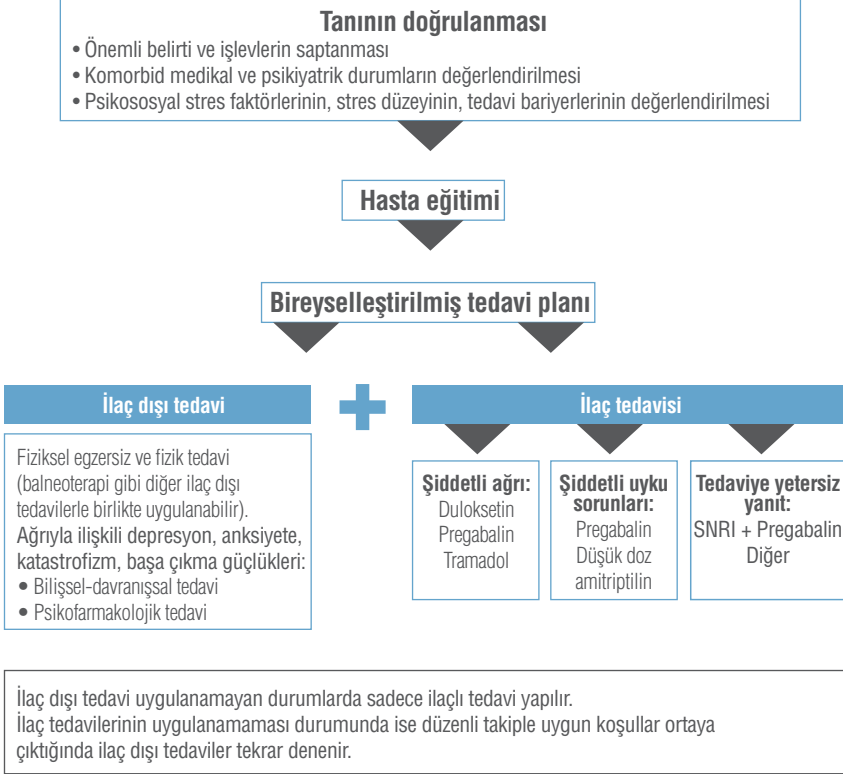 Tanının doğrulanması
• Önemli belirti ve işlevlerin saptanması
• Komorbid medikal ve psikiyatrik durumların değerlendirilmesi
• Psikososyal stres faktörlerinin, stres düzeyinin, tedavi bariyerlerinin değerlendirilmesi
Hasta eğitimi
Bireyselleştirilmiş tedavi planı
İlaç dışı tedavi
Fiziksel egzersiz ve fizik tedavi
(balneoterapi gibi diğer ilaç dışı
tedavilerle birlikte uygulanabilir).
Ağrıyla ilişkili depresyon, anksiyete,
katastrofizm, başa çıkma güçlükleri:
• Bilişsel-davranışsal tedavi
• Psikofarmakolojik tedavi
İlaç tedavisi
Şiddetli ağrı:
Duloksetin
Pregabalin
Tramadol
Şiddetli uyku
sorunları:
Pregabalin
Düşük doz
amitriptilin
Tedaviye yetersiz
yanıt:
SNRI + Pregabalin
Diğer
İlaç dışı tedavi uygulanamayan durumlarda sadece ilaçlı tedavi yapılır.
İlaç tedavilerinin uygulanamaması durumunda ise düzenli takiple uygun koşullar ortaya
çıktığında ilaç dışı tedaviler tekrar denenir.